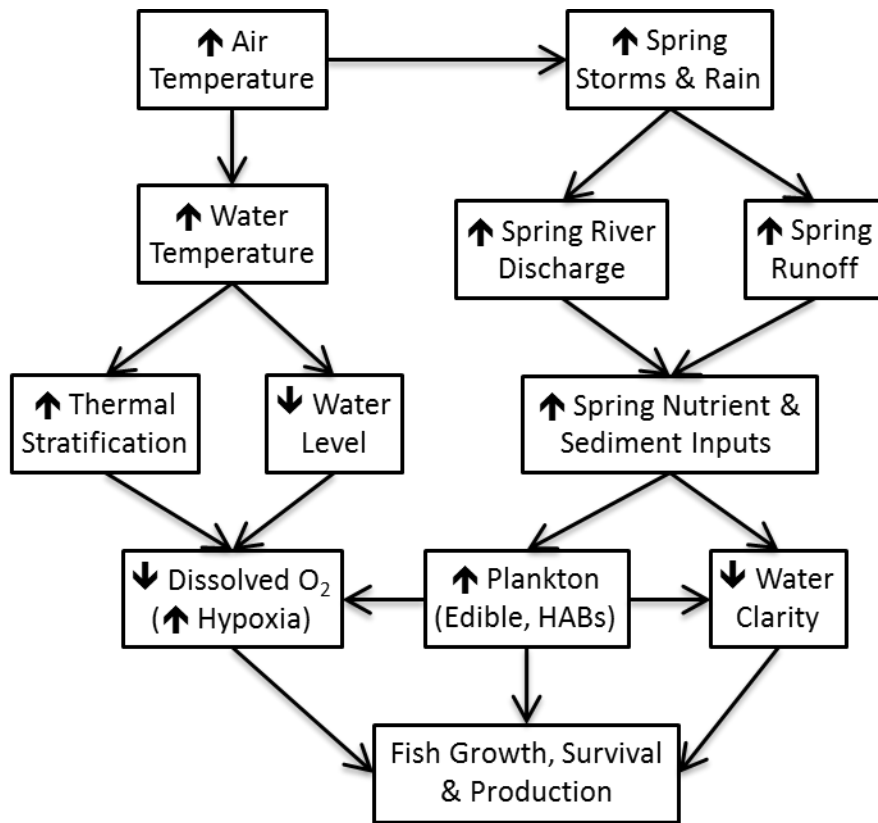 ↑ Air
Temperature
↑ Spring
Storms & Rain
↑ Water
Temperature
↑ Spring River
Discharge
↑ Spring
Runoff
↑ Thermal
Stratification
↓ Water
Level
↑ Spring Nutrient &
Sediment Inputs
↓ Dissolved O₂
(↑ Hypoxia)
↑ Plankton
(Edible, HABs)
↓ Water
Clarity
Fish Growth, Survival
& Production